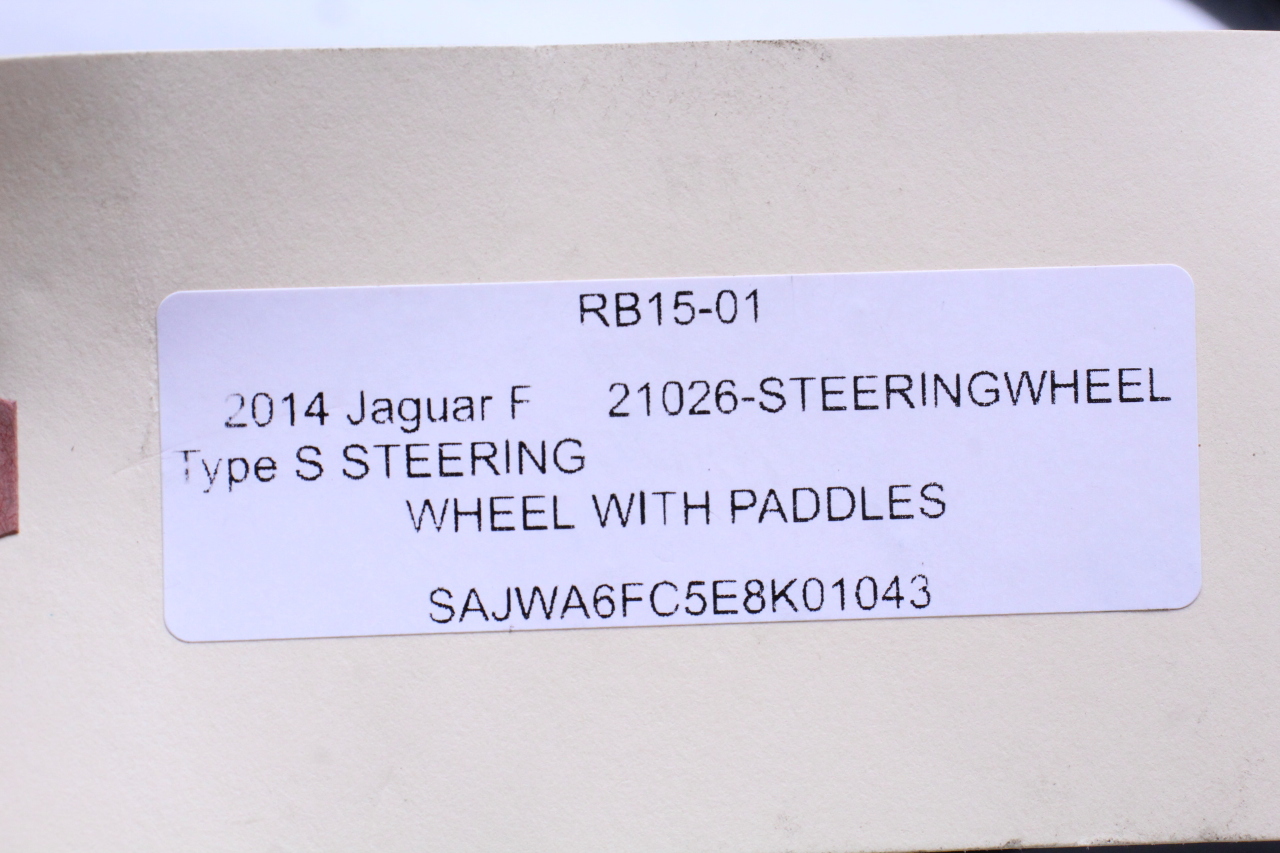 RB15-01
2014 Jaguar F 21026-STEERINGWHEEL
Type S STEERING
WHEEL WITH PADDLES
SAJWA6FC5E8K01043